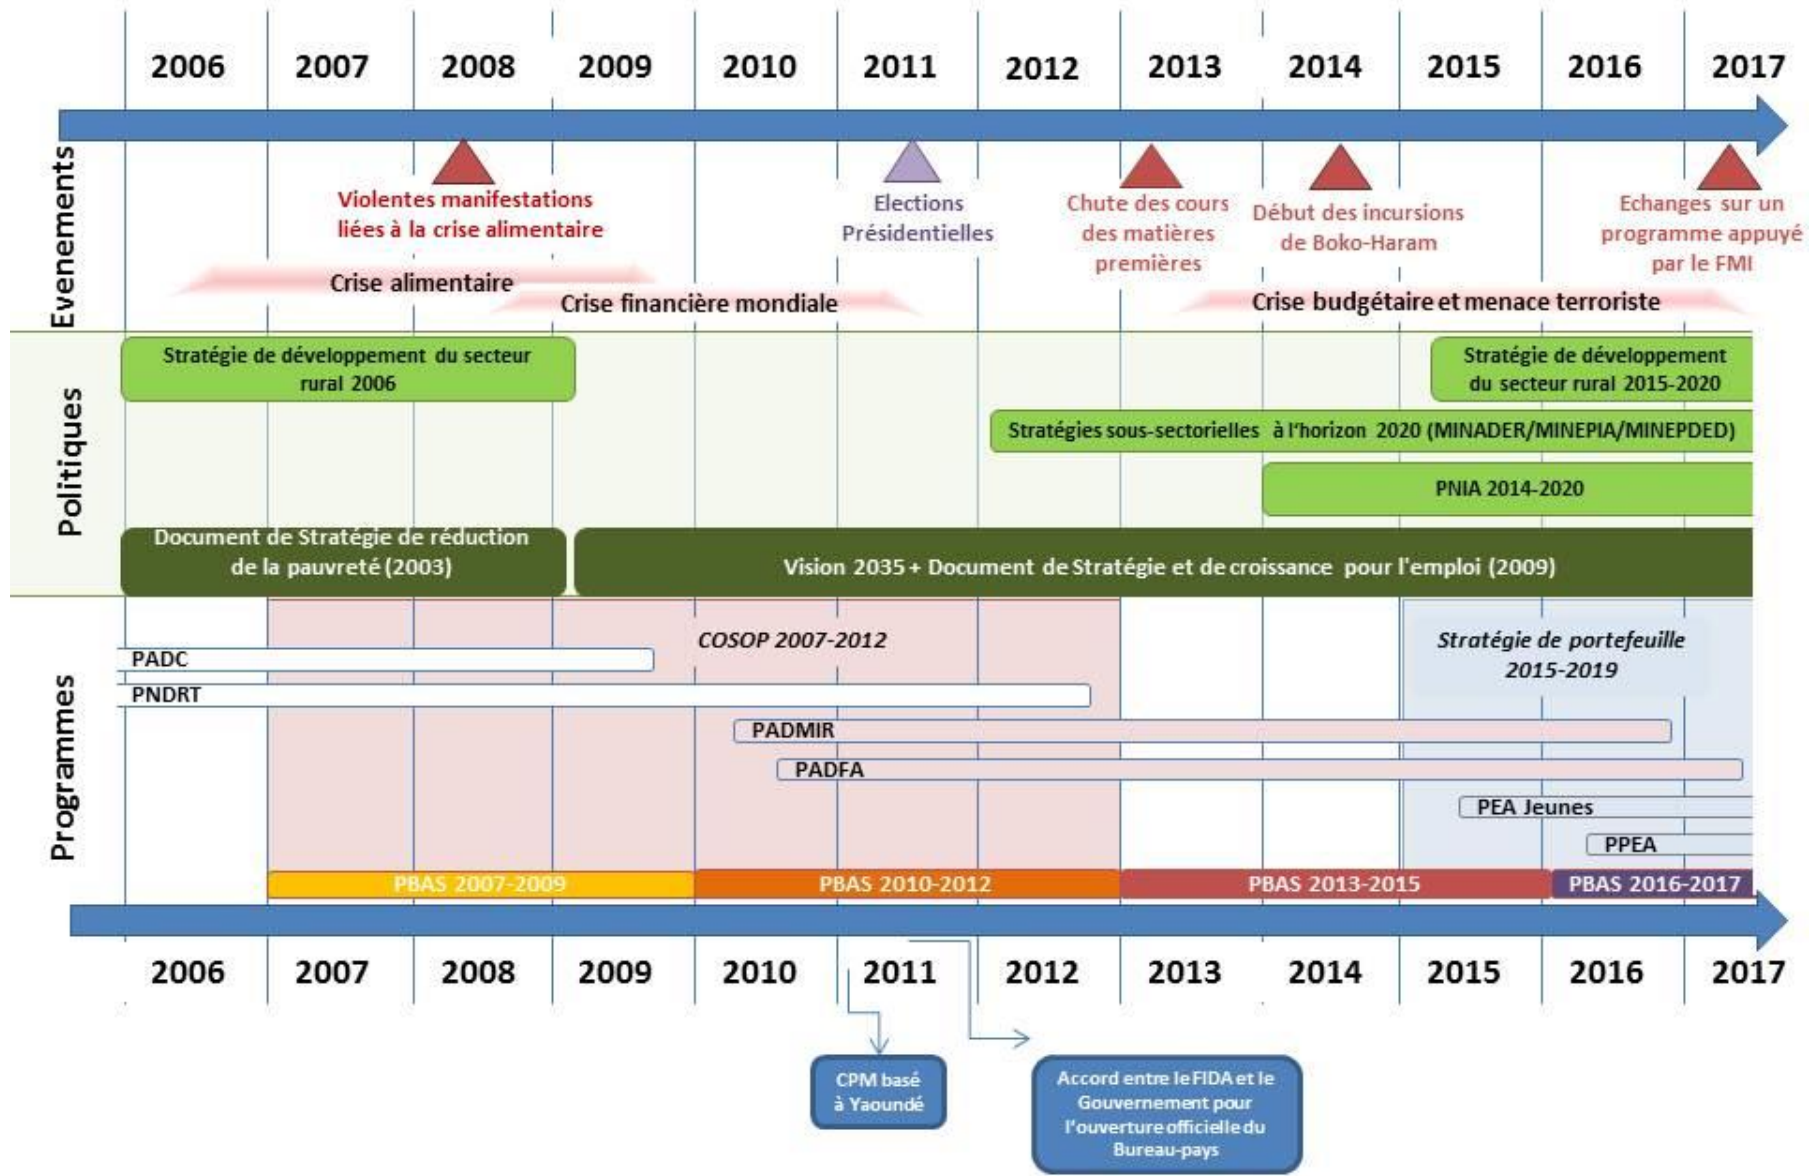 2006 2007 2008 2009 2010 2011 2012 2013 2014 2015 2016 2017
Evenements
Violentes manifestations
liées à la crise alimentaire
Elections
Présidentielles
Chute des cours
des matières
premières
Début des incursions
de Boko-Haram
Echanges sur un
programme appuyé
par le FMI
Crise alimentaire
Crise financière mondiale
Crise budgétaire et menace terroriste
Politiques
Stratégie de développement du secteur
rural 2006
Stratégie de développement
du secteur rural 2015-2020
Stratégies sous-sectorielles à l'horizon 2020 (MINADER/MINEPIA/MINEPDED)
PNIA 2014-2020
Document de Stratégie de réduction
de la pauvreté (2003)
Vision 2035 + Document de Stratégie et de croissance pour l'emploi (2009)
Programmes
COSOP 2007-2012
Stratégie de portefeuille
2015-2019
PADC
PNDRT
PADMIR
PADFA
PEA Jeunes
PPEA
PBAS 2007-2009
PBAS 2010-2012
PBAS 2013-2015
PBAS 2016-2017
2006 2007 2008 2009 2010 2011 2012 2013 2014 2015 2016 2017
CPM basé
à Yaoundé
Accord entre le FIDA et le
Gouvernement pour
l'ouverture officielle du
Bureau-pays